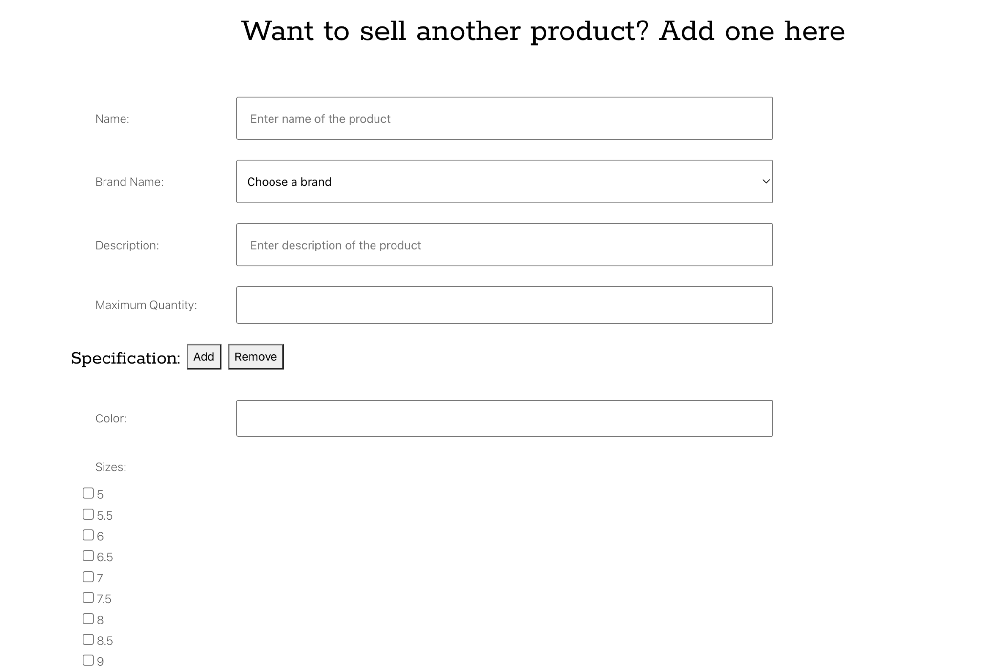 Want to sell another product? Add one here
Name:
Enter name of the product
Brand Name:
Choose a brand
Description:
Enter description of the product
Maximum Quantity:
Specification: Add Remove
Color:
Sizes:
5
5.5
6
6.5
7
7.5
8
8.5
9